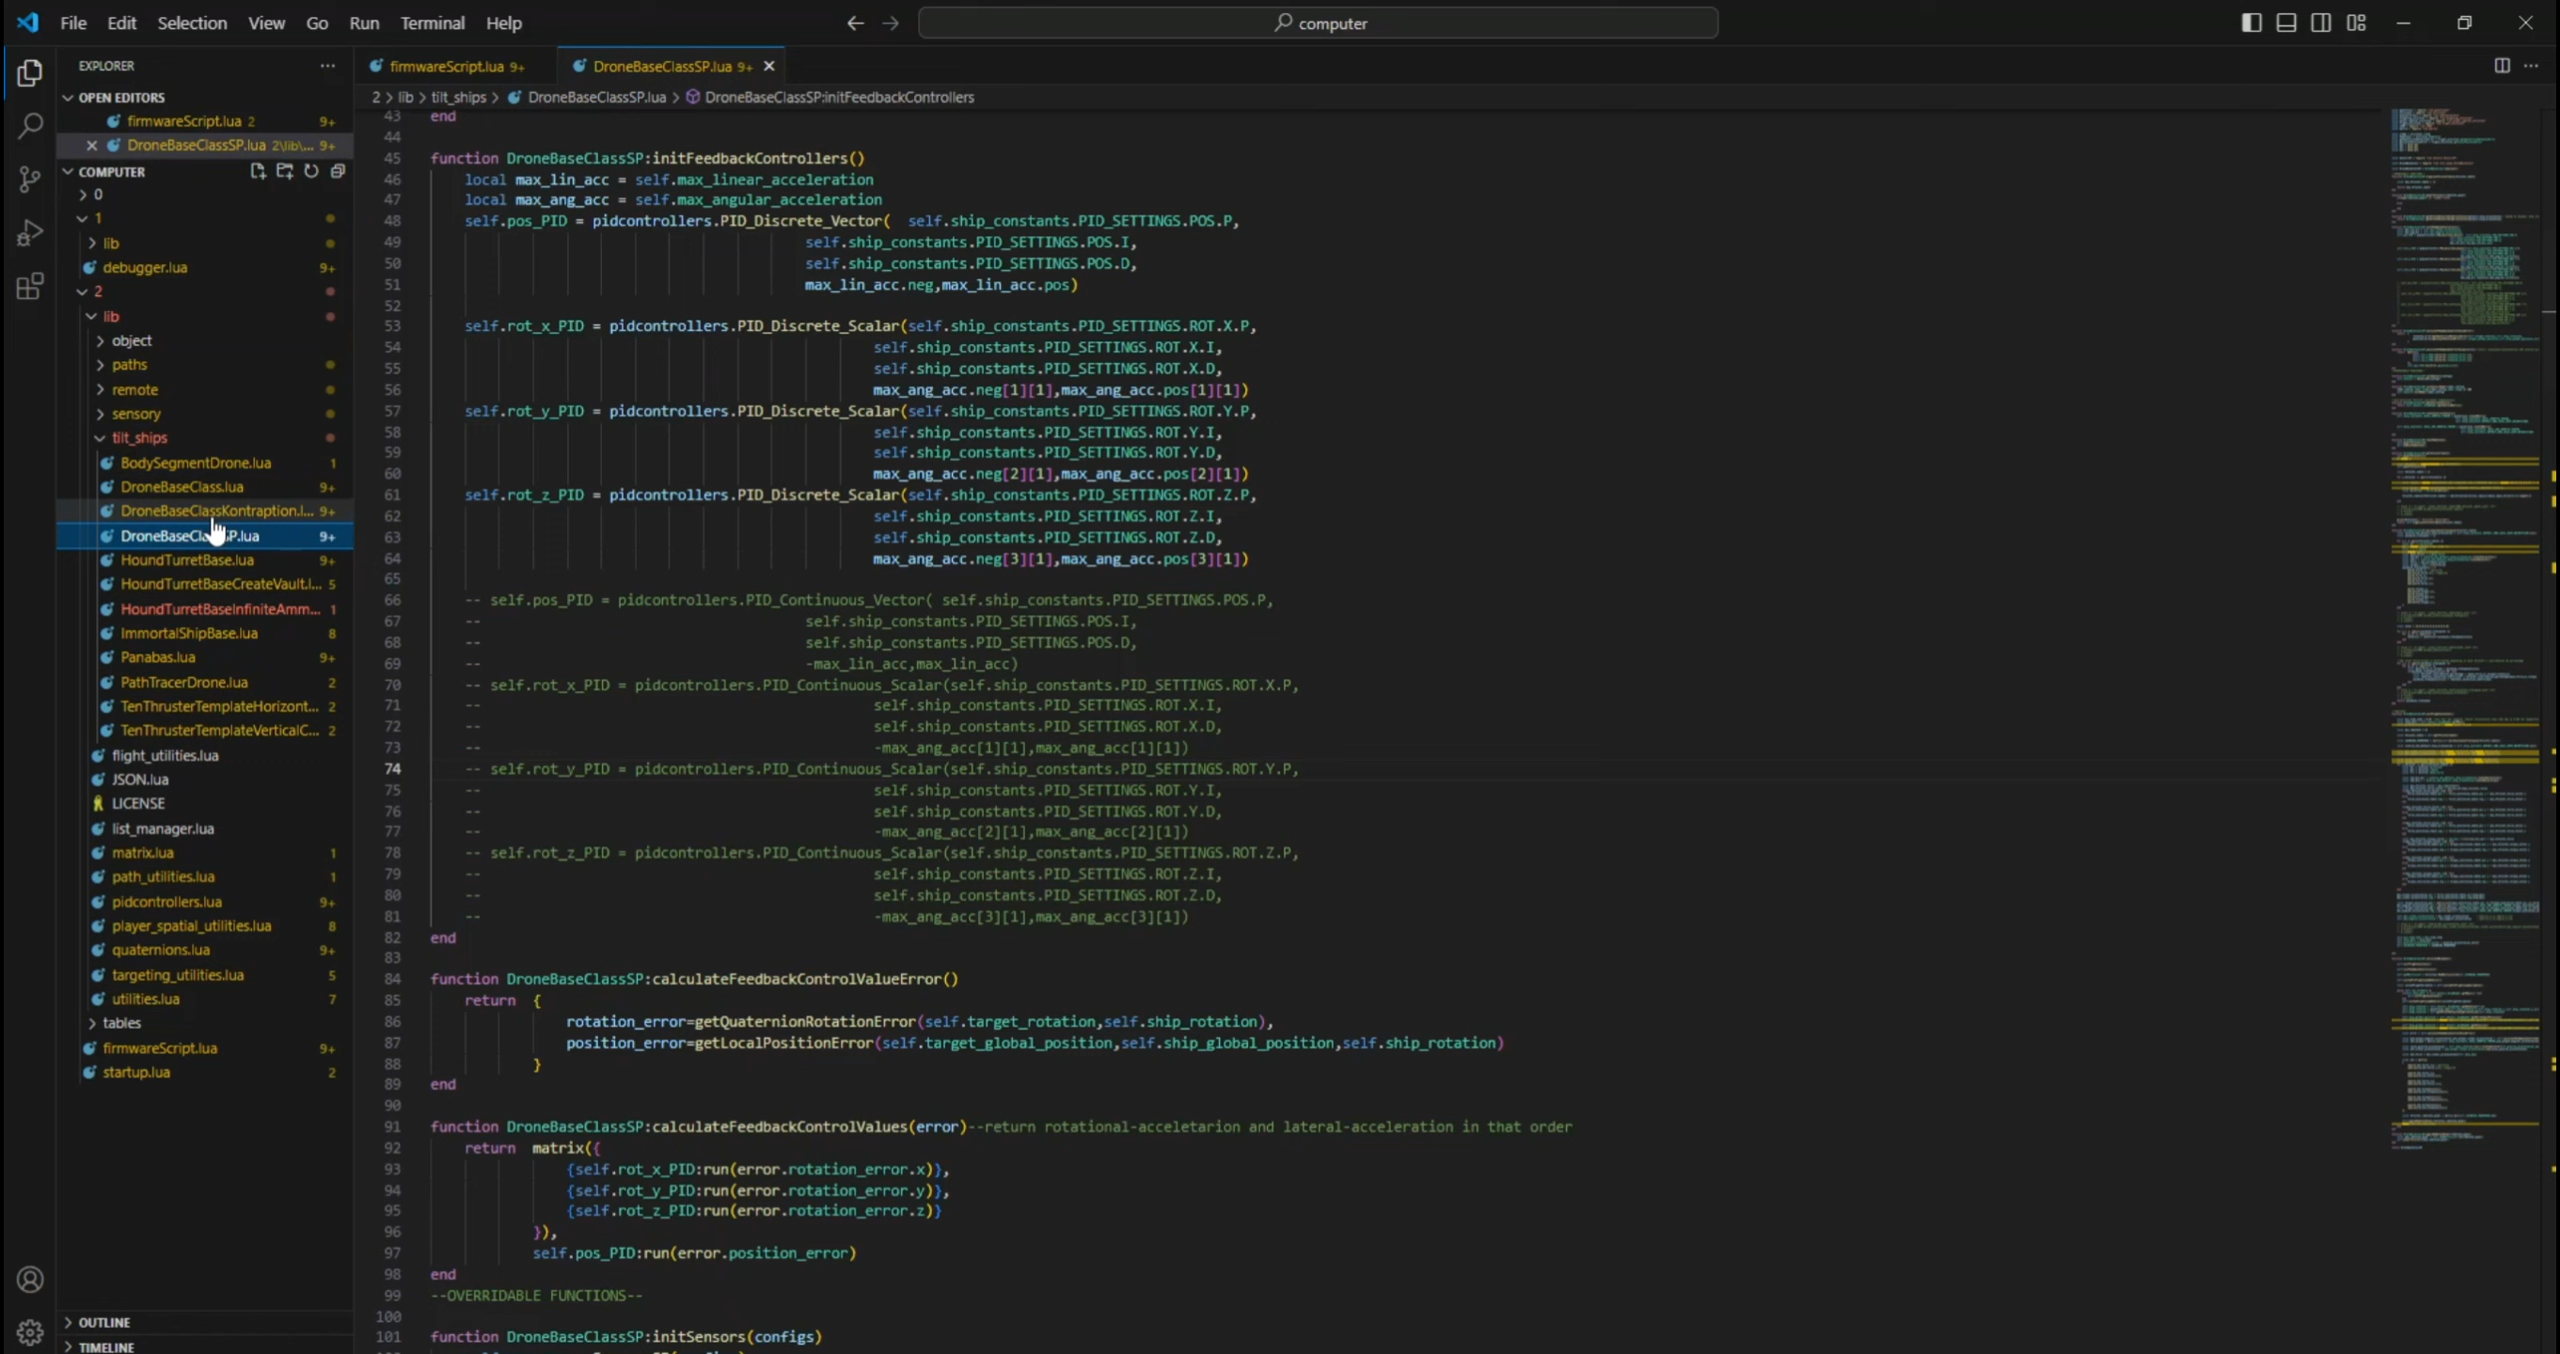 File Edit Selection View Go Run Terminal Help
computer
EXPLORER
OPEN EDITORS
firmwareScript.lua 2 9+
DroneBaseClassSP.lua 2\lib\... 9+
COMPUTER
0
1
lib
debugger.lua 9+
2
lib
object
paths
remote
sensory
tilt_ships
BodySegmentDrone.lua 1
DroneBaseClass.lua 9+
DroneBaseClassKontraption.l... 9+
DroneBaseClassSP.lua 9+
HoundTurretBase.lua 9+
HoundTurretBaseCreateVault.l... 5
HoundTurretBaseInfiniteAmm... 1
ImmortalShipBase.lua 8
Panabas.lua 9+
PathTracerDrone.lua 2
TenThrusterTemplateHorizont... 2
TenThrusterTemplateVerticalC... 2
flight_utilities.lua
JSON.lua
LICENSE
list_manager.lua
matrix.lua 1
path_utilities.lua 1
pidcontrollers.lua 9+
player_spatial_utilities.lua 8
quaternions.lua 9+
targeting_utilities.lua 5
utilities.lua 7
tables
firmwareScript.lua 9+
startup.lua 2
OUTLINE
TIMELINE
firmwareScript.lua 9+ DroneBaseClassSP.lua 9+
2 > lib > tilt_ships > DroneBaseClassSP.lua > DroneBaseClassSP:initFeedbackControllers
43 end
44
45 function DroneBaseClassSP:initFeedbackControllers()
46 local max_lin_acc = self.max_linear_acceleration
47 local max_ang_acc = self.max_angular_acceleration
48 self.pos_PID = pidcontrollers.PID_Discrete_Vector( self.ship_constants.PID_SETTINGS.POS.P,
49 self.ship_constants.PID_SETTINGS.POS.I,
50 self.ship_constants.PID_SETTINGS.POS.D,
51 max_lin_acc.neg,max_lin_acc.pos)
52
53 self.rot_x_PID = pidcontrollers.PID_Discrete_Scalar(self.ship_constants.PID_SETTINGS.ROT.X.P,
54 self.ship_constants.PID_SETTINGS.ROT.X.I,
55 self.ship_constants.PID_SETTINGS.ROT.X.D,
56 max_ang_acc.neg[1][1],max_ang_acc.pos[1][1])
57 self.rot_y_PID = pidcontrollers.PID_Discrete_Scalar(self.ship_constants.PID_SETTINGS.ROT.Y.P,
58 self.ship_constants.PID_SETTINGS.ROT.Y.I,
59 self.ship_constants.PID_SETTINGS.ROT.Y.D,
60 max_ang_acc.neg[2][1],max_ang_acc.pos[2][1])
61 self.rot_z_PID = pidcontrollers.PID_Discrete_Scalar(self.ship_constants.PID_SETTINGS.ROT.Z.P,
62 self.ship_constants.PID_SETTINGS.ROT.Z.I,
63 self.ship_constants.PID_SETTINGS.ROT.Z.D,
64 max_ang_acc.neg[3][1],max_ang_acc.pos[3][1])
65
66 -- self.pos_PID = pidcontrollers.PID_Continuous_Vector( self.ship_constants.PID_SETTINGS.POS.P,
67 -- self.ship_constants.PID_SETTINGS.POS.I,
68 -- self.ship_constants.PID_SETTINGS.POS.D,
69 -- -max_lin_acc,max_lin_acc)
70 -- self.rot_x_PID = pidcontrollers.PID_Continuous_Scalar(self.ship_constants.PID_SETTINGS.ROT.X.P,
71 -- self.ship_constants.PID_SETTINGS.ROT.X.I,
72 -- self.ship_constants.PID_SETTINGS.ROT.X.D,
73 -- -max_ang_acc[1][1],max_ang_acc[1][1])
74 -- self.rot_y_PID = pidcontrollers.PID_Continuous_Scalar(self.ship_constants.PID_SETTINGS.ROT.Y.P,
75 -- self.ship_constants.PID_SETTINGS.ROT.Y.I,
76 -- self.ship_constants.PID_SETTINGS.ROT.Y.D,
77 -- -max_ang_acc[2][1],max_ang_acc[2][1])
78 -- self.rot_z_PID = pidcontrollers.PID_Continuous_Scalar(self.ship_constants.PID_SETTINGS.ROT.Z.P,
79 -- self.ship_constants.PID_SETTINGS.ROT.Z.I,
80 -- self.ship_constants.PID_SETTINGS.ROT.Z.D,
81 -- -max_ang_acc[3][1],max_ang_acc[3][1])
82 end
83
84 function DroneBaseClassSP:calculateFeedbackControlValueError()
85 return {
86 rotation_error=getQuaternionRotationError(self.target_rotation,self.ship_rotation),
87 position_error=getLocalPositionError(self.target_global_position,self.ship_global_position,self.ship_rotation)
88 }
89 end
90
91 function DroneBaseClassSP:calculateFeedbackControlValues(error)--return rotational-acceletarion and lateral-acceleration in that order
92 return matrix({
93 {self.rot_x_PID:run(error.rotation_error.x)},
94 {self.rot_y_PID:run(error.rotation_error.y)},
95 {self.rot_z_PID:run(error.rotation_error.z)}
96 }),
97 self.pos_PID:run(error.position_error)
98 end
99 --OVERRIDABLE FUNCTIONS--
100
101 function DroneBaseClassSP:initSensors(configs)